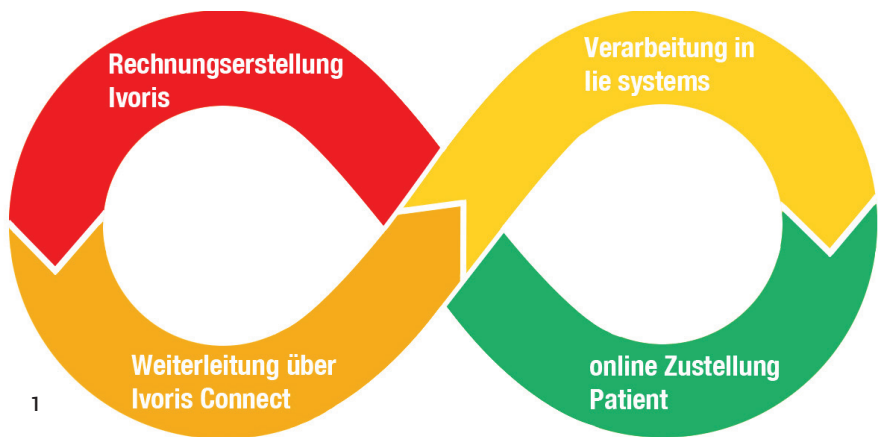 Rechnungserstellung
Ivoris
Verarbeitung in
lie systems
Weiterleitung über
Ivoris Connect
online Zustellung
Patient
1